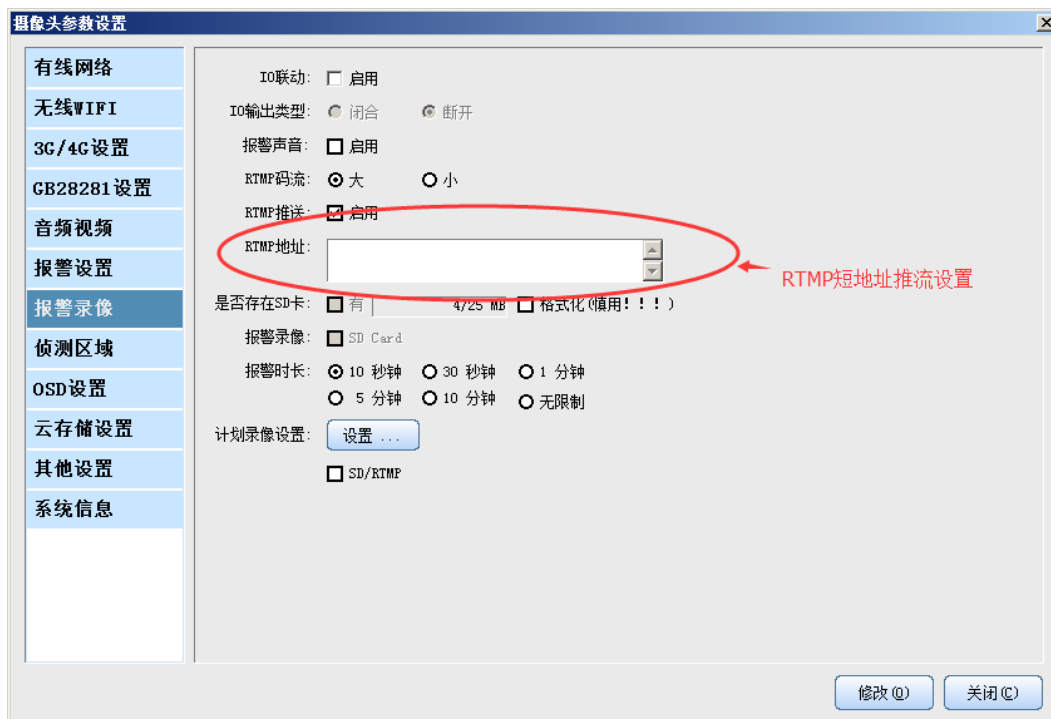 摄像头参数设置
有线网络
无线WIFI
3G/4G设置
GB28281设置
音频视频
报警设置
报警录像
侦测区域
OSD设置
云存储设置
其他设置
系统信息
IO联动: 启用
IO输出类型: 闭合 断开
报警声音: 启用
RTMP码流: 大 小
RTMP推送: 启用
RTMP地址:
RTMP短地址推流设置
是否存在SD卡: 有 4/25 MB 格式化(慎用！！！)
报警录像: SD Card
报警时长: 10 秒钟 30 秒钟 1 分钟
5 分钟 10 分钟 无限制
计划录像设置: 设置 ...
SD/RTMP
修改(O) 关闭(C)